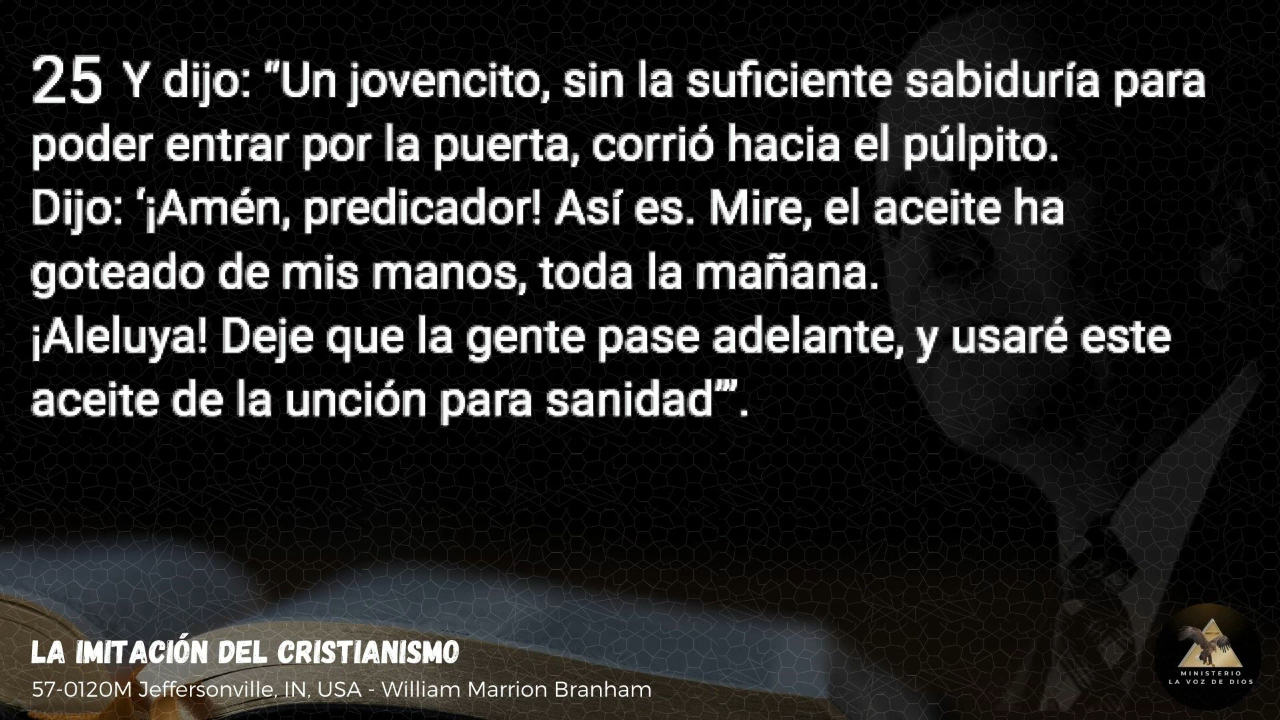 25 Y dijo: “Un jovencito, sin la suficiente sabiduría para
poder entrar por la puerta, corrió hacia el púlpito.
Dijo: ‘¡Amén, predicador! Así es. Mire, el aceite ha
goteado de mis manos, toda la mañana.
¡Aleluya! Deje que la gente pase adelante, y usaré este
aceite de la unción para sanidad’”.
LA IMITACIÓN DEL CRISTIANISMO
57-0120M Jeffersonville, IN, USA - William Marrion Branham
MINISTERIO
LA VOZ DE DIOS